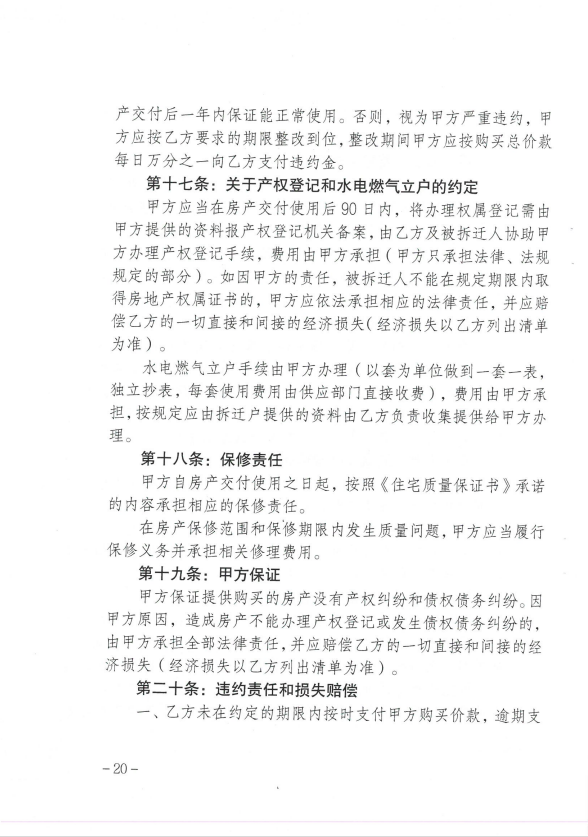 产交付后一年内保证能正常使用。否则，视为甲方严重违约，甲
方应按乙方要求的期限整改到位，整改期间甲方应按购买总价款
每日万分之一向乙方支付违约金。
第十七条：关于产权登记和水电燃气立户的约定
甲方应当在房产交付使用后90日内，将办理权属登记需由
甲方提供的资料报产权登记机关备案，由乙方及被拆迁人协助甲
方办理产权登记手续，费用由甲方承担（甲方只承担法律、法规
规定的部分）。如因甲方的责任，被拆迁人不能在规定期限内取
得房地产权属证书的，甲方应依法承担相应的法律责任，并应赔
偿乙方的一切直接和间接的经济损失（经济损失以乙方列出清单
为准）。
水电燃气立户手续由甲方办理（以套为单位做到一套一表，
独立抄表，每套使用费用由供应部门直接收费），费用由甲方承
担，按规定应由拆迁户提供的资料由乙方负责收集提供给甲方办
理。
第十八条：保修责任
甲方自房产交付使用之日起，按照《住宅质量保证书》承诺
的内容承担相应的保修责任。
在房产保修范围和保修期限内发生质量问题，甲方应当履行
保修义务并承担相关修理费用。
第十九条：甲方保证
甲方保证提供购买的房产没有产权纠纷和债权债务纠纷。因
甲方原因，造成房产不能办理产权登记或发生债权债务纠纷的，
由甲方承担全部法律责任，并应赔偿乙方的一切直接和间接的经
济损失（经济损失以乙方列出清单为准）。
第二十条：违约责任和损失赔偿
一、乙方未在约定的期限内按时支付甲方购买价款，逾期支
-20-